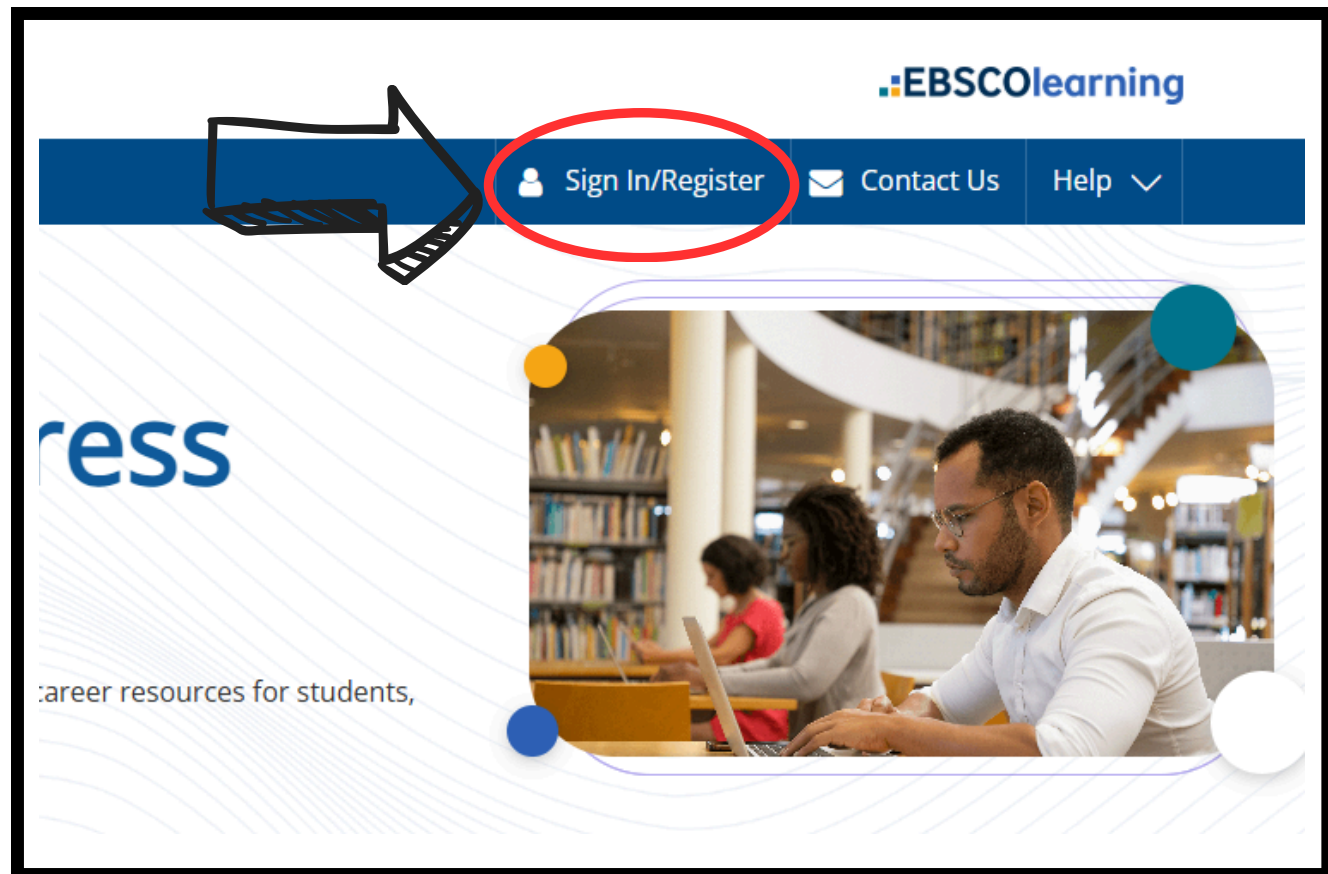 EBSCOlearning
Sign In/Register Contact Us Help
ress
career resources for students,